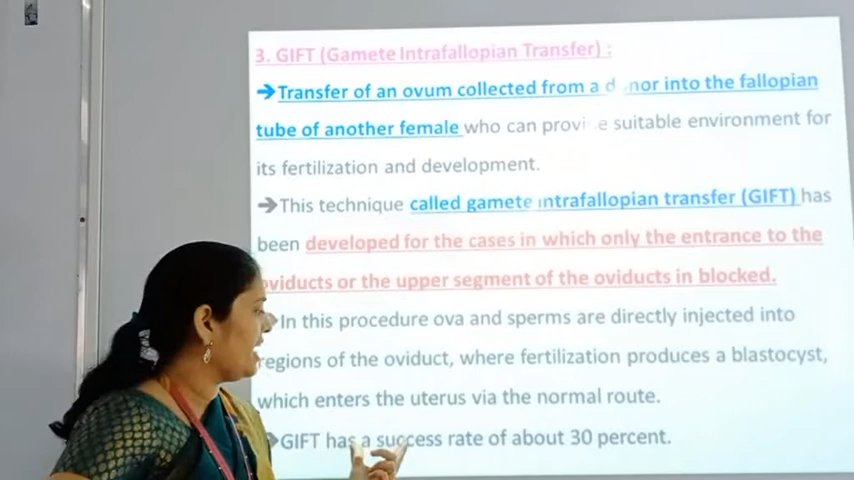 3. GIFT (Gamete Intrafallopian Transfer) :
➔Transfer of an ovum collected from a d nor into the fallopian
tube of another female who can provi e suitable environment for
its fertilization and development.
➔This technique called gamete intrafallopian transfer (GIFT) has
been developed for the cases in which only the entrance to the
oviducts or the upper segment of the oviducts in blocked.
In this procedure ova and sperms are directly injected into
regions of the oviduct, where fertilization produces a blastocyst,
which enters the uterus via the normal route.
➔GIFT has a success rate of about 30 percent.